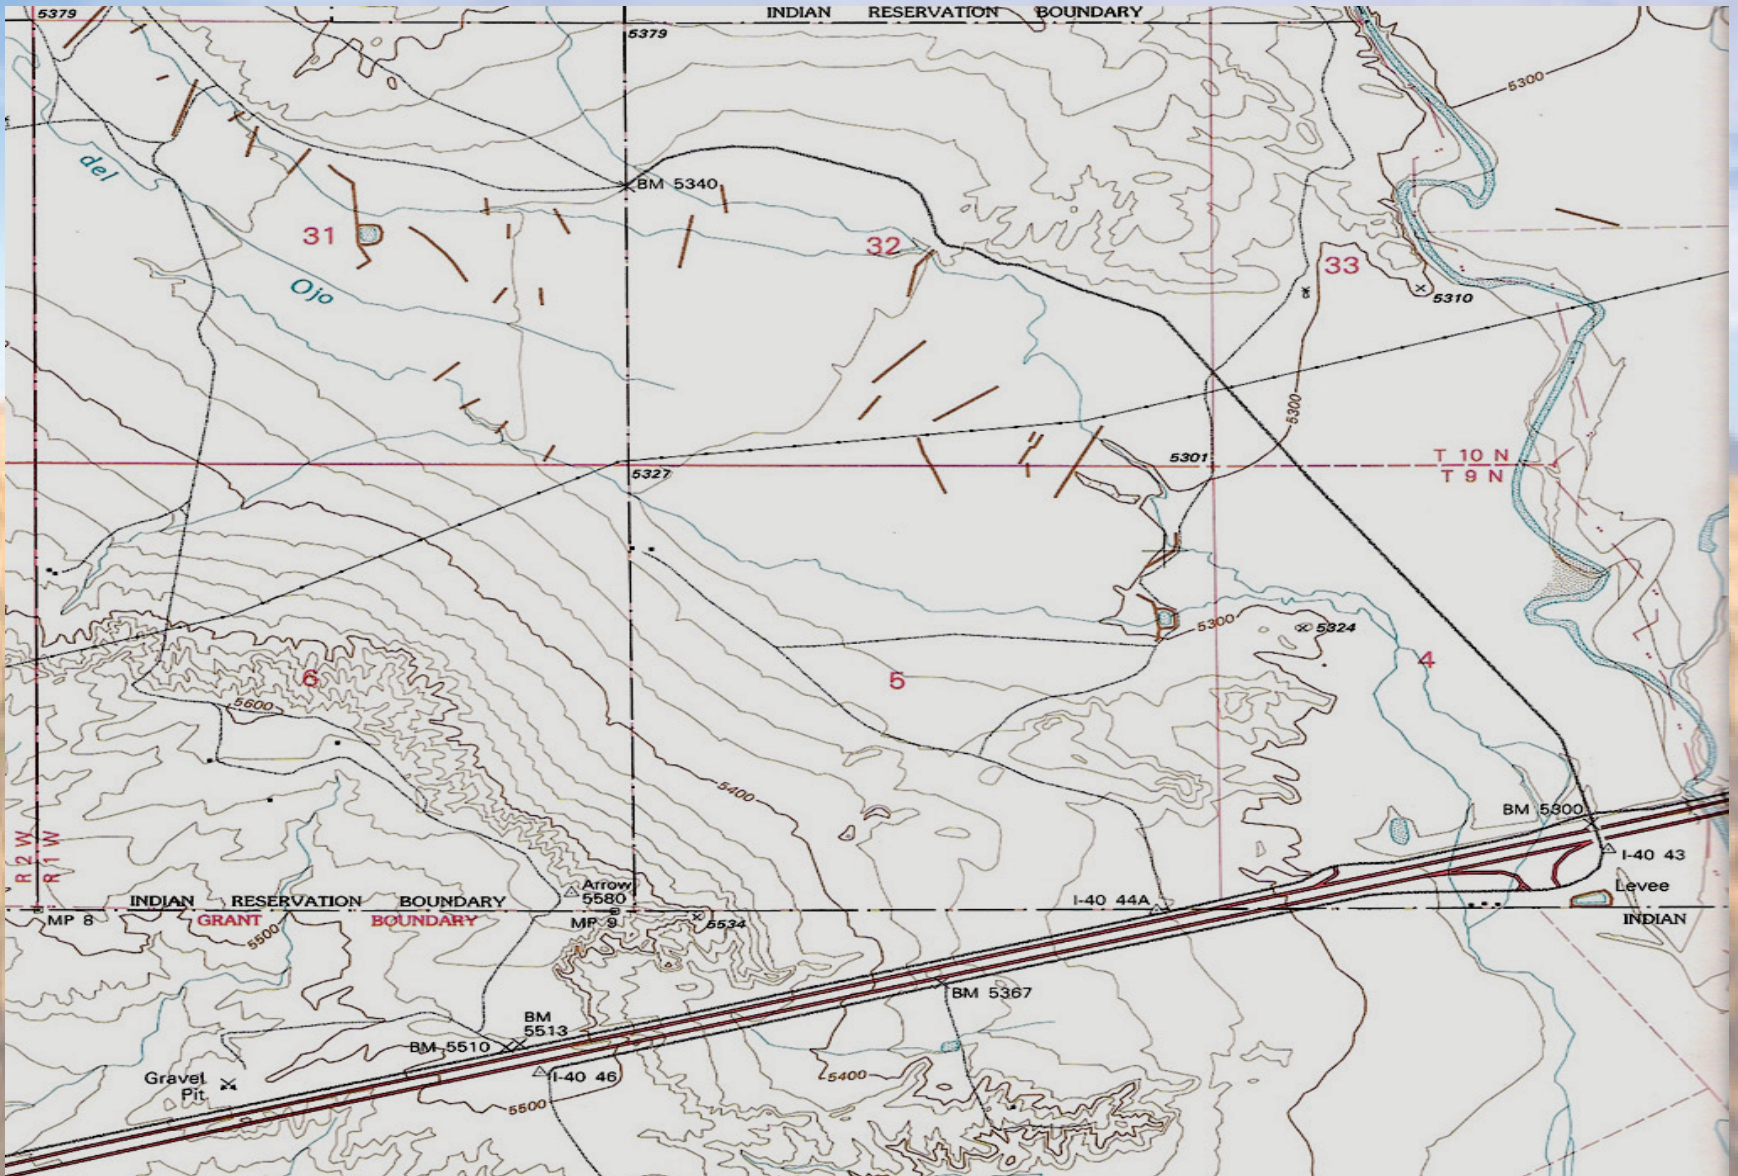 5379
INDIAN RESERVATION BOUNDARY
5379
5300
del
BM 5340
31
32
33
Ojo
5310
5300
5301
T 10 N
T 9 N
5327
5300
5324
4
6
5
5600
5400
BM 5300
R 2 W
R 1 W
I-40 43
Arrow
5580
Levee
INDIAN RESERVATION BOUNDARY
I-40 44A
MP 8
GRANT BOUNDARY
MP 9
5534
INDIAN
5500
BM 5367
BM
5513
BM 5510
Gravel
Pit
I-40 46
5400
5500